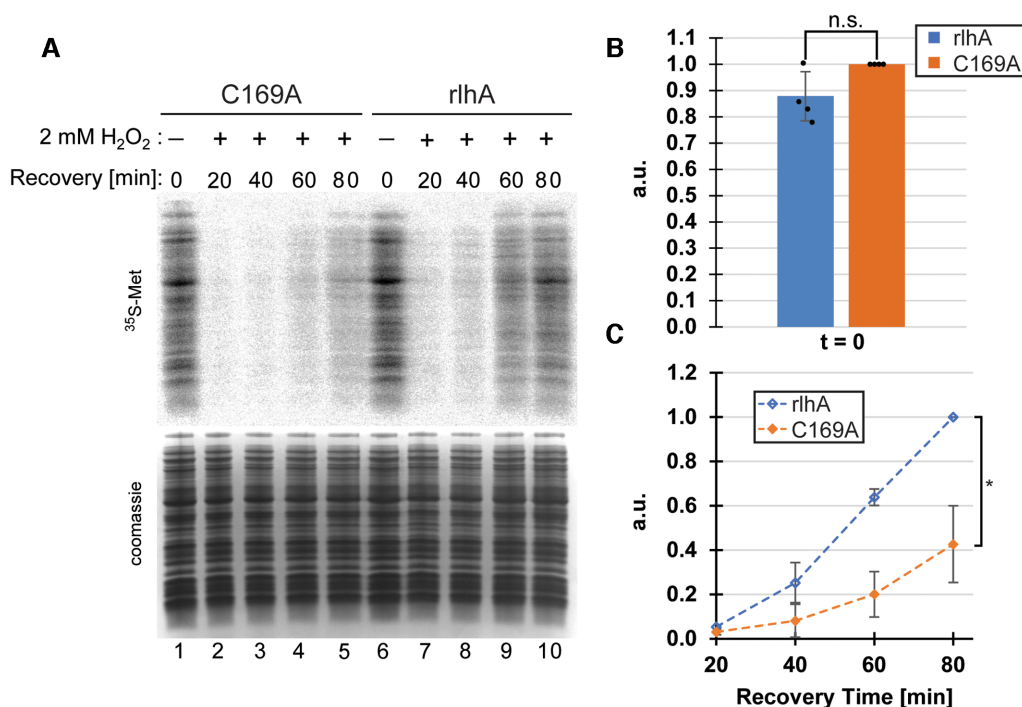 A
C169A rlhA
2 mM H₂O₂ : – + + + + – + + + +
Recovery [min]: 0 20 40 60 80 0 20 40 60 80
³⁵S-Met
coomassie
1 2 3 4 5 6 7 8 9 10
B
n.s.
rlhA
C169A
1.1
1.0
0.9
0.8
0.7
0.6
0.5
0.4
0.3
0.2
0.1
0.0
a.u.
t = 0
C
rlhA
C169A
1.2
1.0
0.8
0.6
0.4
0.2
0.0
a.u.
*
20 40 60 80
Recovery Time [min]